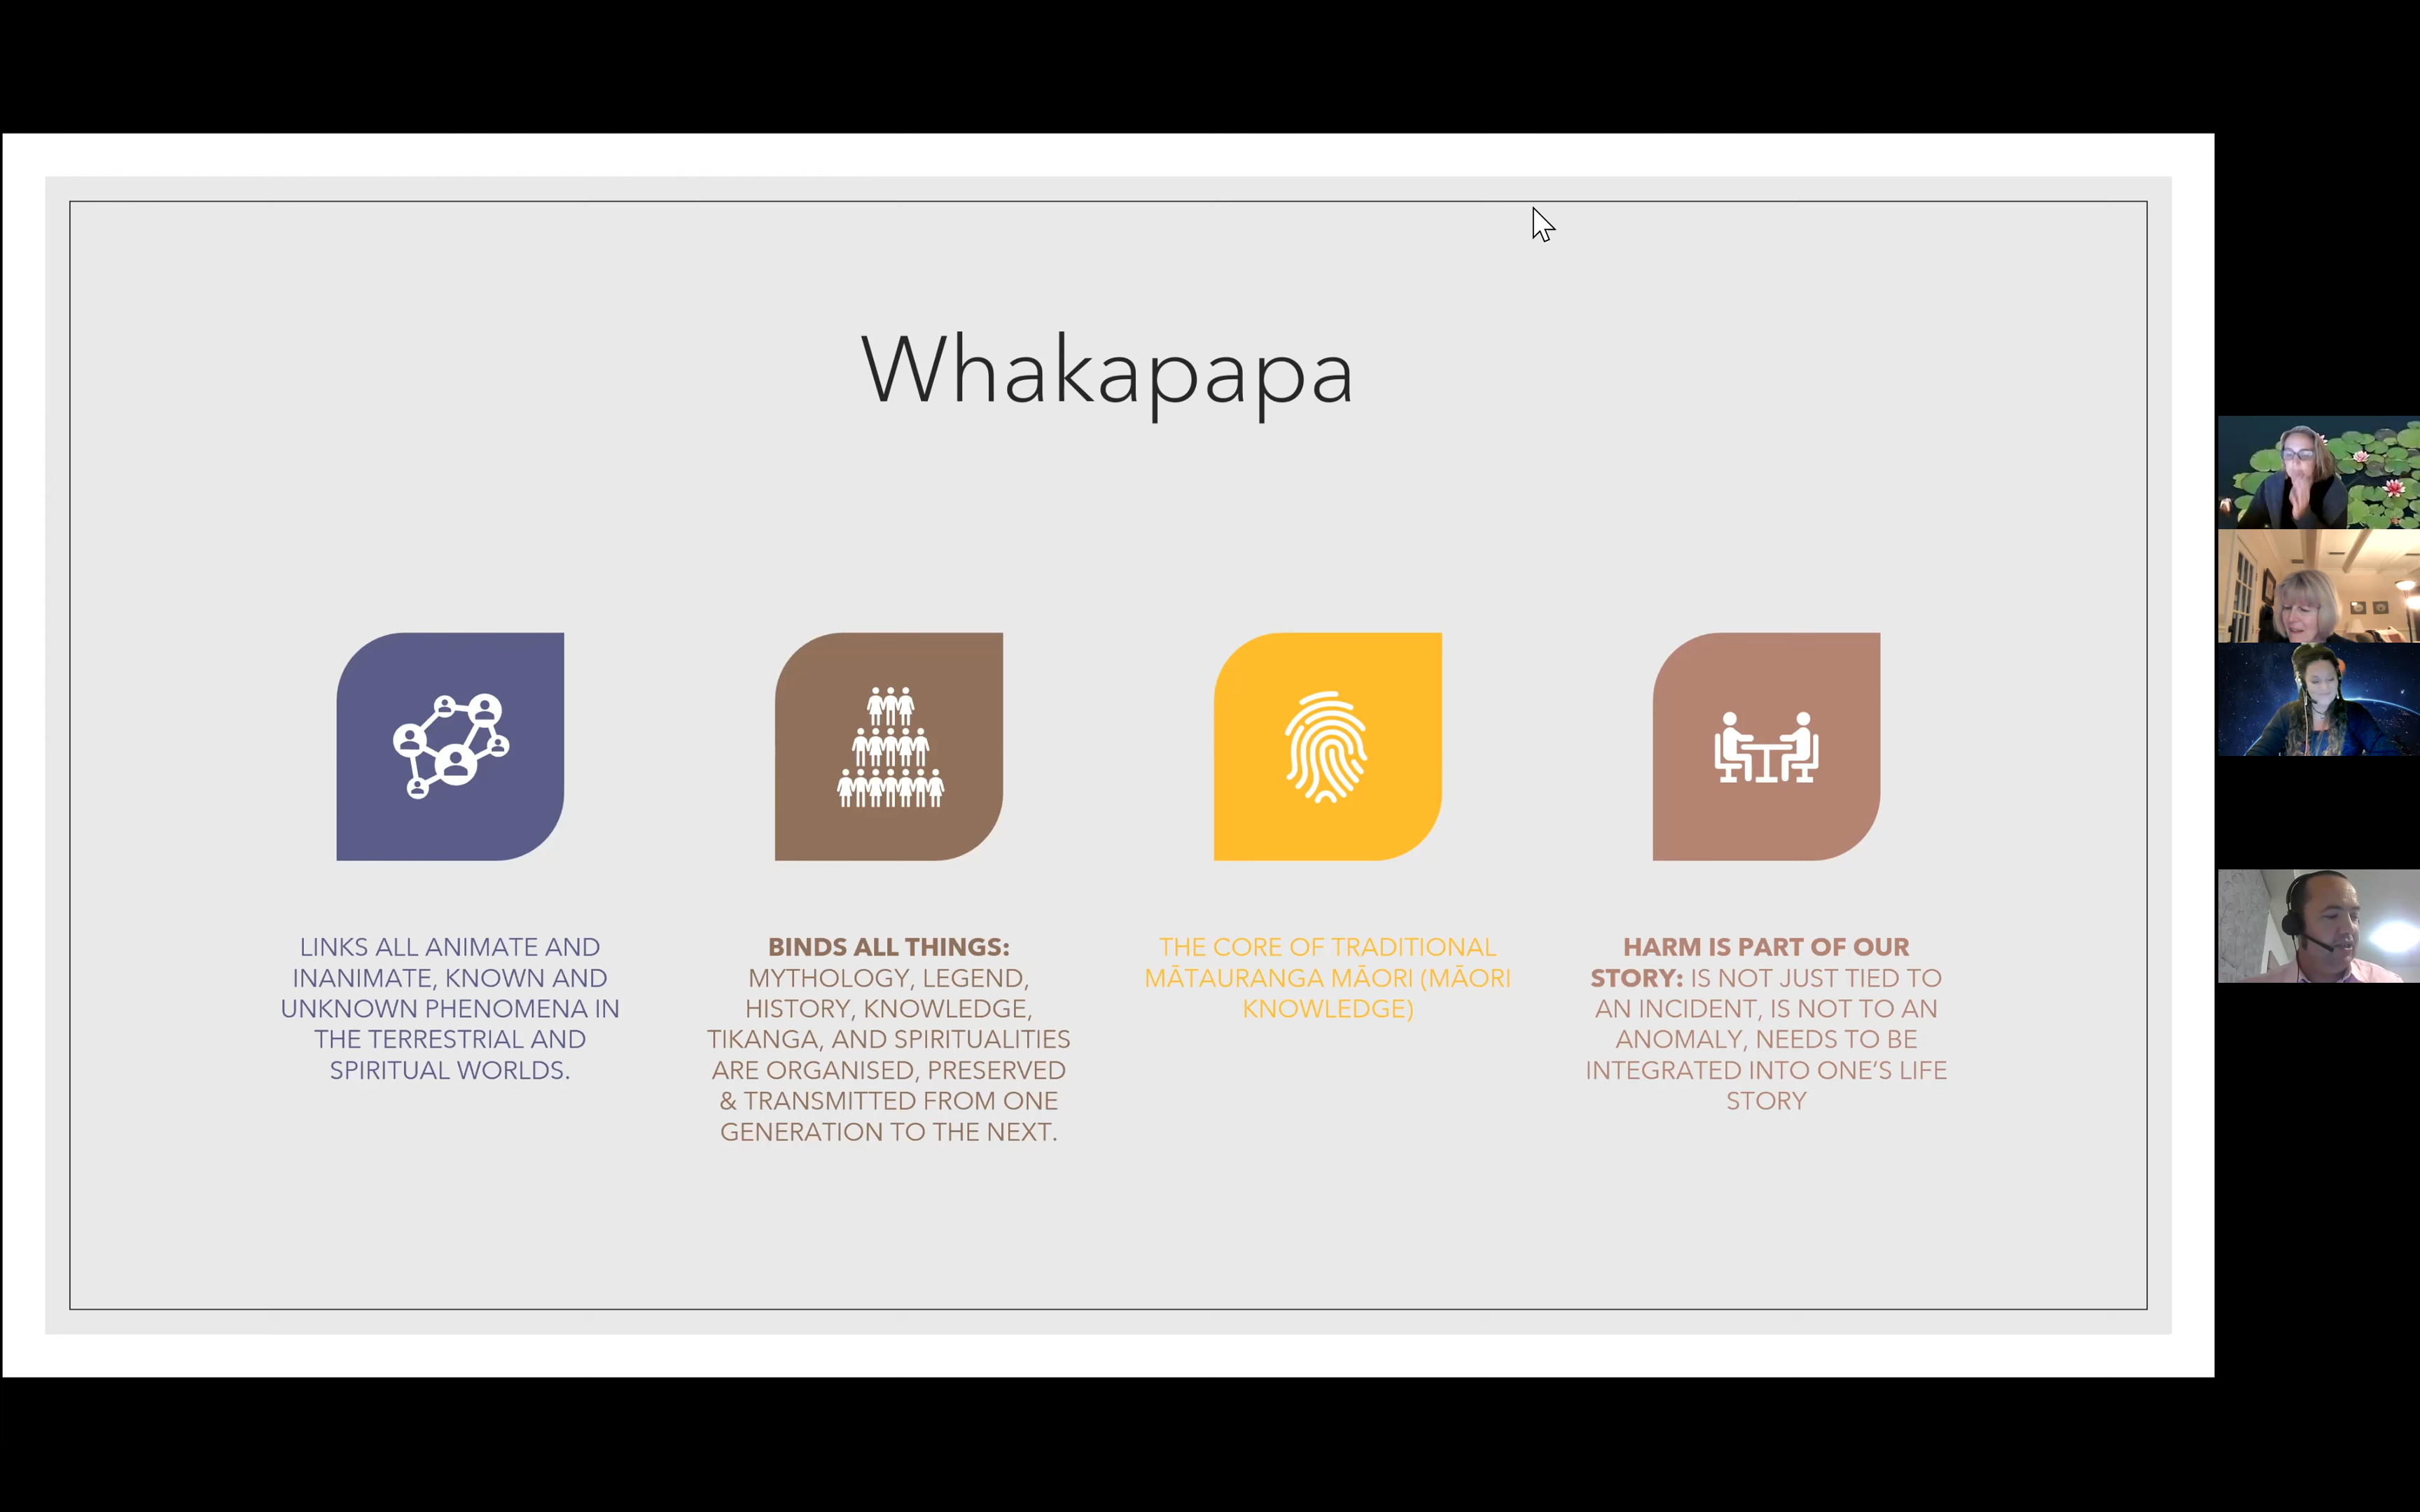 Whakapapa
LINKS ALL ANIMATE AND
INANIMATE, KNOWN AND
UNKNOWN PHENOMENA IN
THE TERRESTRIAL AND
SPIRITUAL WORLDS.
BINDS ALL THINGS:
MYTHOLOGY, LEGEND,
HISTORY, KNOWLEDGE,
TIKANGA, AND SPIRITUALITIES
ARE ORGANISED, PRESERVED
& TRANSMITTED FROM ONE
GENERATION TO THE NEXT.
THE CORE OF TRADITIONAL
MĀTAURANGA MĀORI (MĀORI
KNOWLEDGE)
HARM IS PART OF OUR
STORY: IS NOT JUST TIED TO
AN INCIDENT, IS NOT TO AN
ANOMALY, NEEDS TO BE
INTEGRATED INTO ONE'S LIFE
STORY